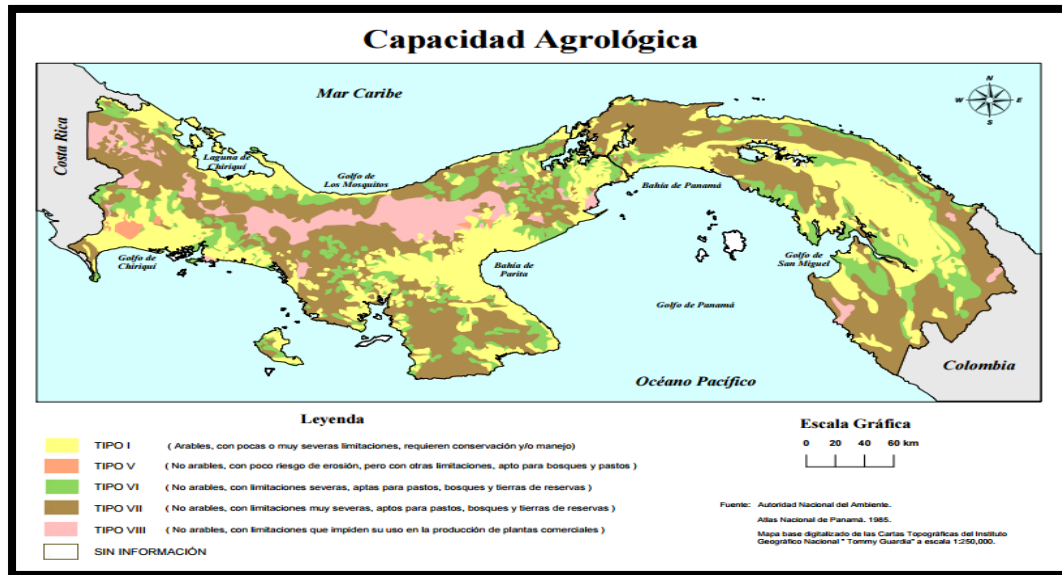 Capacidad Agrológica
Mar Caribe
N
W E
S
Costa Rica
Laguna de
Chiriquí
Golfo de
Los Mosquitos
Bahía de Panamá
Golfo de
Chiriquí
Bahía de
Parita
Golfo de
San Miguel
Golfo de Panamá
Colombia
Océano Pacífico
Leyenda
TIPO I ( Arables, con pocas o muy severas limitaciones, requieren conservación y/o manejo)
TIPO V ( No arables, con poco riesgo de erosión, pero con otras limitaciones, apto para bosques y pastos )
TIPO VI ( No arables, con limitaciones severas, aptas para pastos, bosques y tierras de reservas )
TIPO VII ( No arables, con limitaciones muy severas, aptos para pastos, bosques y tierras de reservas )
TIPO VIII ( No arables, con limitaciones que impiden su uso en la producción de plantas comerciales )
SIN INFORMACIÓN
Escala Gráfica
0 20 40 60 km
Fuente: Autoridad Nacional del Ambiente.
Atlas Nacional de Panamá. 1985.
Mapa base digitalizado de las Cartas Topográficas del Instituto
Geográfico Nacional " Tommy Guardia" a escala 1:250,000.